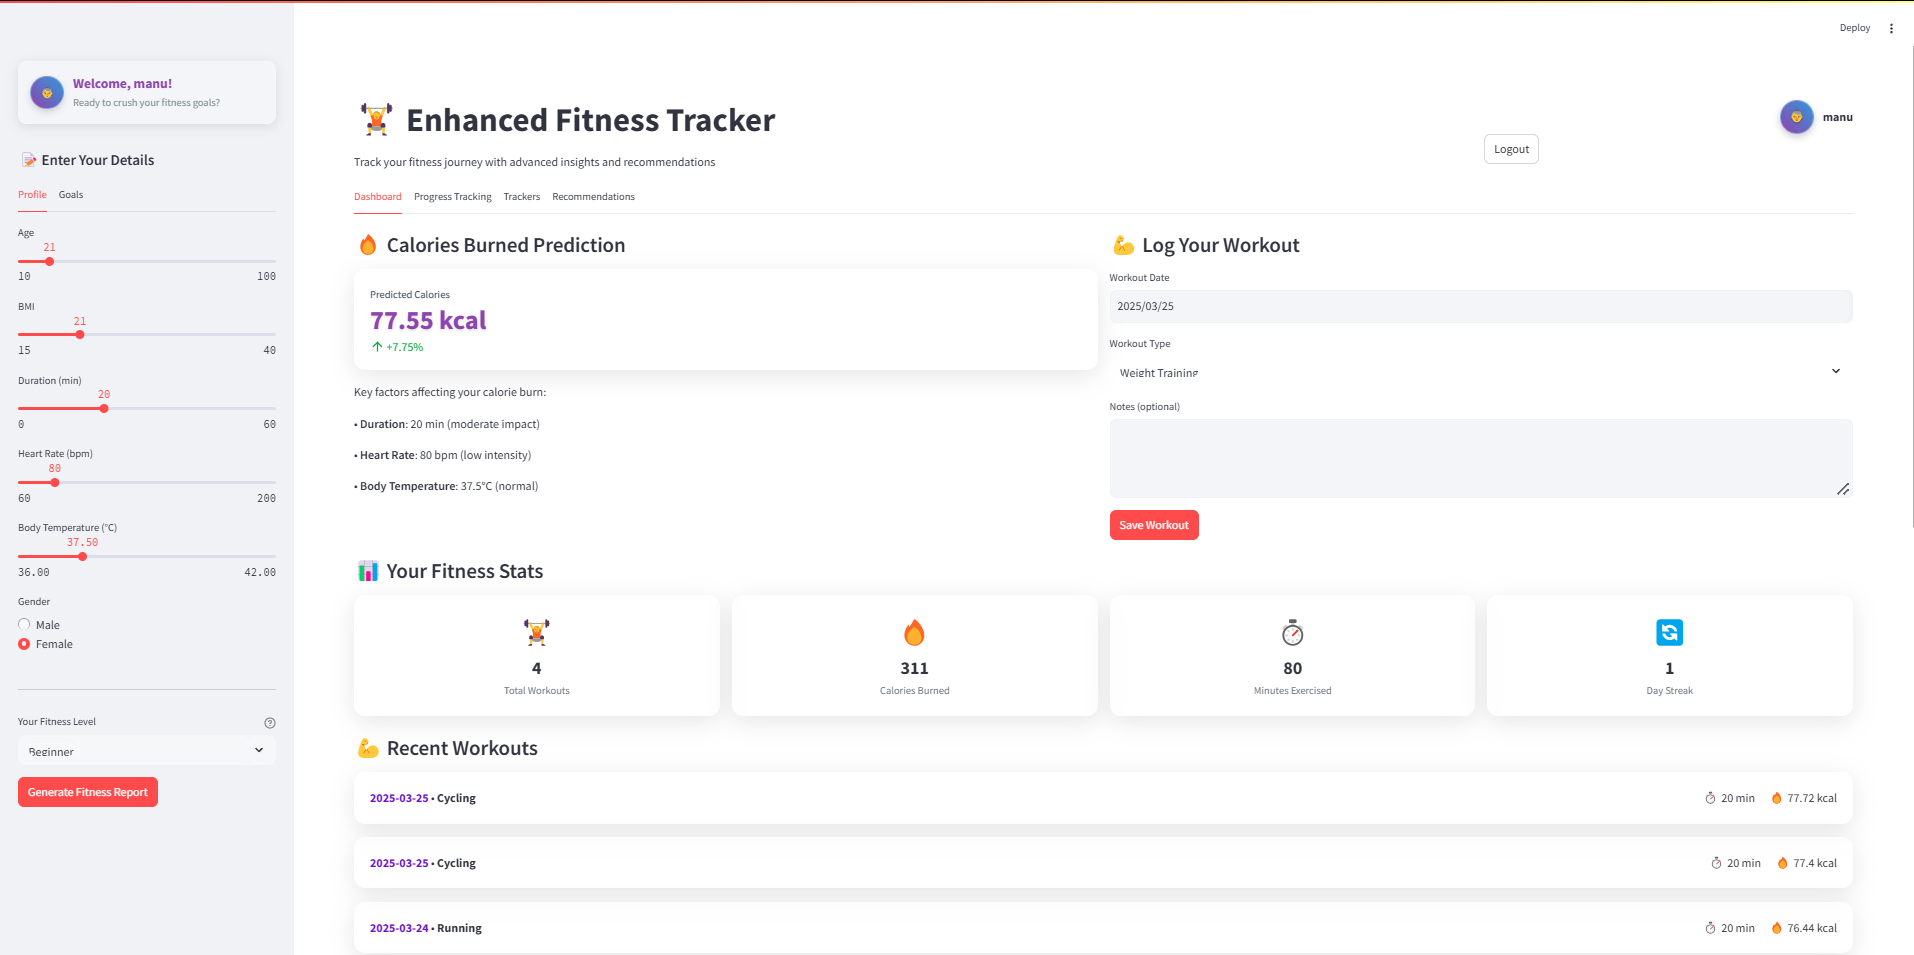 Deploy
Welcome, manu!
Ready to crush your fitness goals?
Enter Your Details
Profile Goals
Age
21
10 100
BMI
21
15 40
Duration (min)
20
0 60
Heart Rate (bpm)
80
60 200
Body Temperature (°C)
37.50
36.00 42.00
Gender
Male
Female
Your Fitness Level
Beginner
Generate Fitness Report
Enhanced Fitness Tracker
manu
Logout
Track your fitness journey with advanced insights and recommendations
Dashboard Progress Tracking Trackers Recommendations
Calories Burned Prediction
Predicted Calories
77.55 kcal
+7.75%
Key factors affecting your calorie burn:
• Duration: 20 min (moderate impact)
• Heart Rate: 80 bpm (low intensity)
• Body Temperature: 37.5°C (normal)
Log Your Workout
Workout Date
2025/03/25
Workout Type
Weight Training
Notes (optional)
Save Workout
Your Fitness Stats
4
Total Workouts
311
Calories Burned
80
Minutes Exercised
1
Day Streak
Recent Workouts
2025-03-25 • Cycling 20 min 77.72 kcal
2025-03-25 • Cycling 20 min 77.4 kcal
2025-03-24 • Running 20 min 76.44 kcal